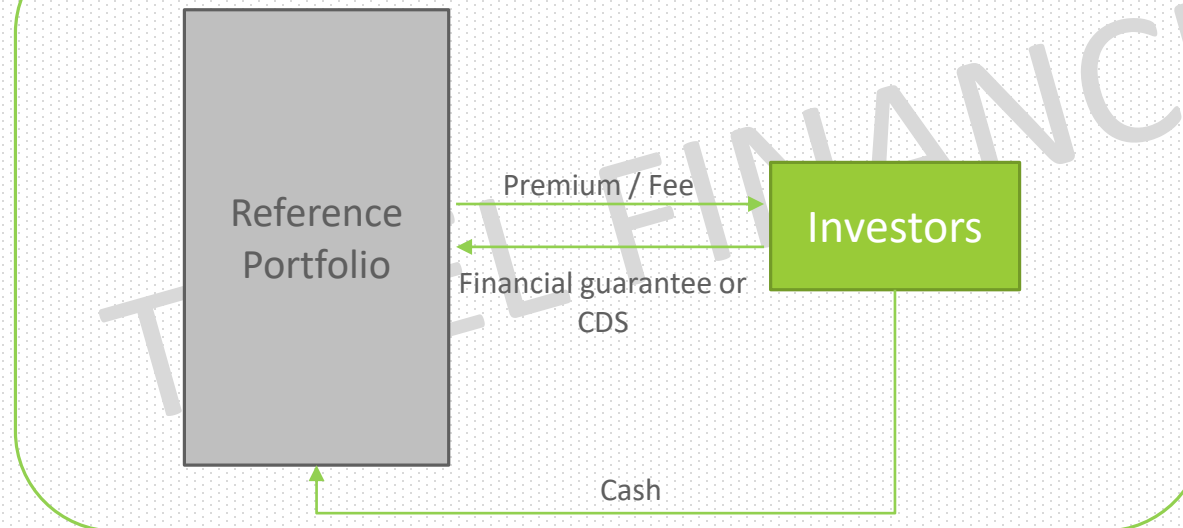 Premium / Fee
Reference
Portfolio
Investors
Financial guarantee or
CDS
Cash